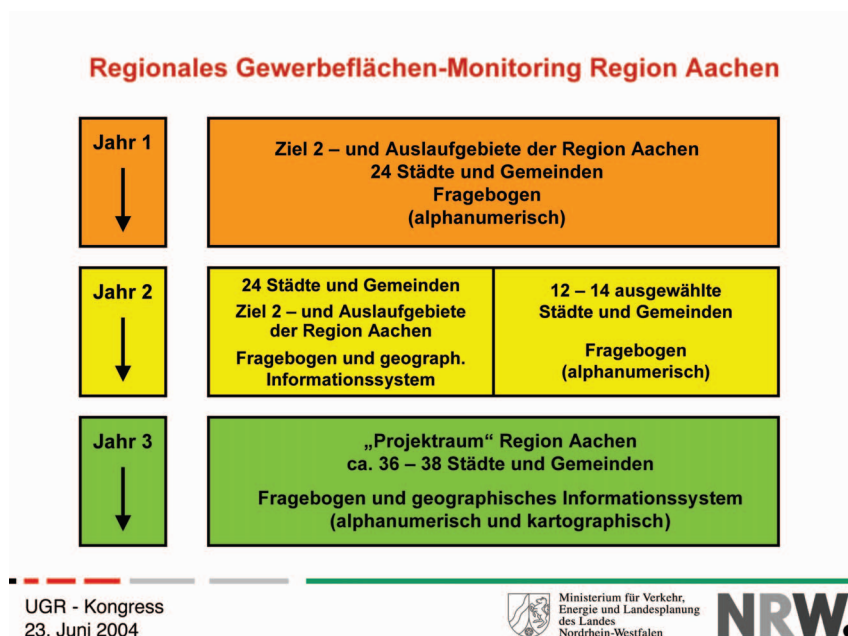 Regionales Gewerbeflächen-Monitoring Region Aachen
Jahr 1
Ziel 2 – und Auslaufgebiete der Region Aachen
24 Städte und Gemeinden
Fragebogen
(alphanumerisch)
Jahr 2
24 Städte und Gemeinden
Ziel 2 – und Auslaufgebiete
der Region Aachen
Fragebogen und geograph.
Informationssystem
12 – 14 ausgewählte
Städte und Gemeinden
Fragebogen
(alphanumerisch)
Jahr 3
„Projektraum“ Region Aachen
ca. 36 – 38 Städte und Gemeinden
Fragebogen und geographisches Informationssystem
(alphanumerisch und kartographisch)
UGR - Kongress
23. Juni 2004
Ministerium für Verkehr,
Energie und Landesplanung
des Landes
Nordrhein-Westfalen
NRW.